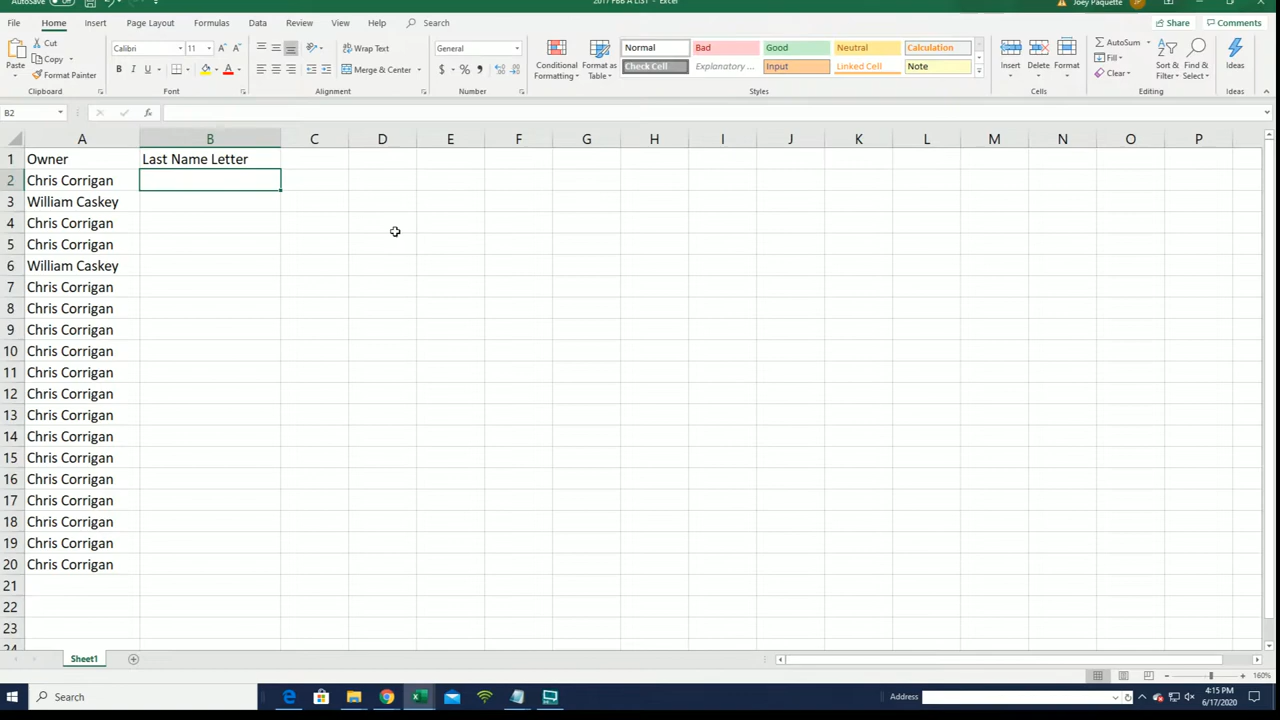 AutoSave Off
2017 FBB A LIST - Excel
Joey Paquette JP
File Home Insert Page Layout Formulas Data Review View Help Search
Share Comments
Cut
Copy
Format Painter
Paste
Clipboard
Calibri 11
B I U
Font
Wrap Text
Merge & Center
Alignment
General
$ % ,
Number
Conditional Formatting
Format as Table
Normal Bad Good Neutral Calculation
Check Cell Explanatory ... Input Linked Cell Note
Styles
Insert Delete Format
Cells
AutoSum
Fill
Clear
Sort & Filter
Find & Select
Editing
Ideas
Ideas
B2 fx
A B C D E F G H I J K L M N O P
1 Owner Last Name Letter
2 Chris Corrigan
3 William Caskey
4 Chris Corrigan
5 Chris Corrigan
6 William Caskey
7 Chris Corrigan
8 Chris Corrigan
9 Chris Corrigan
10 Chris Corrigan
11 Chris Corrigan
12 Chris Corrigan
13 Chris Corrigan
14 Chris Corrigan
15 Chris Corrigan
16 Chris Corrigan
17 Chris Corrigan
18 Chris Corrigan
19 Chris Corrigan
20 Chris Corrigan
21
22
23
24
Sheet1
160%
Search
Address
4:15 PM
6/17/2020